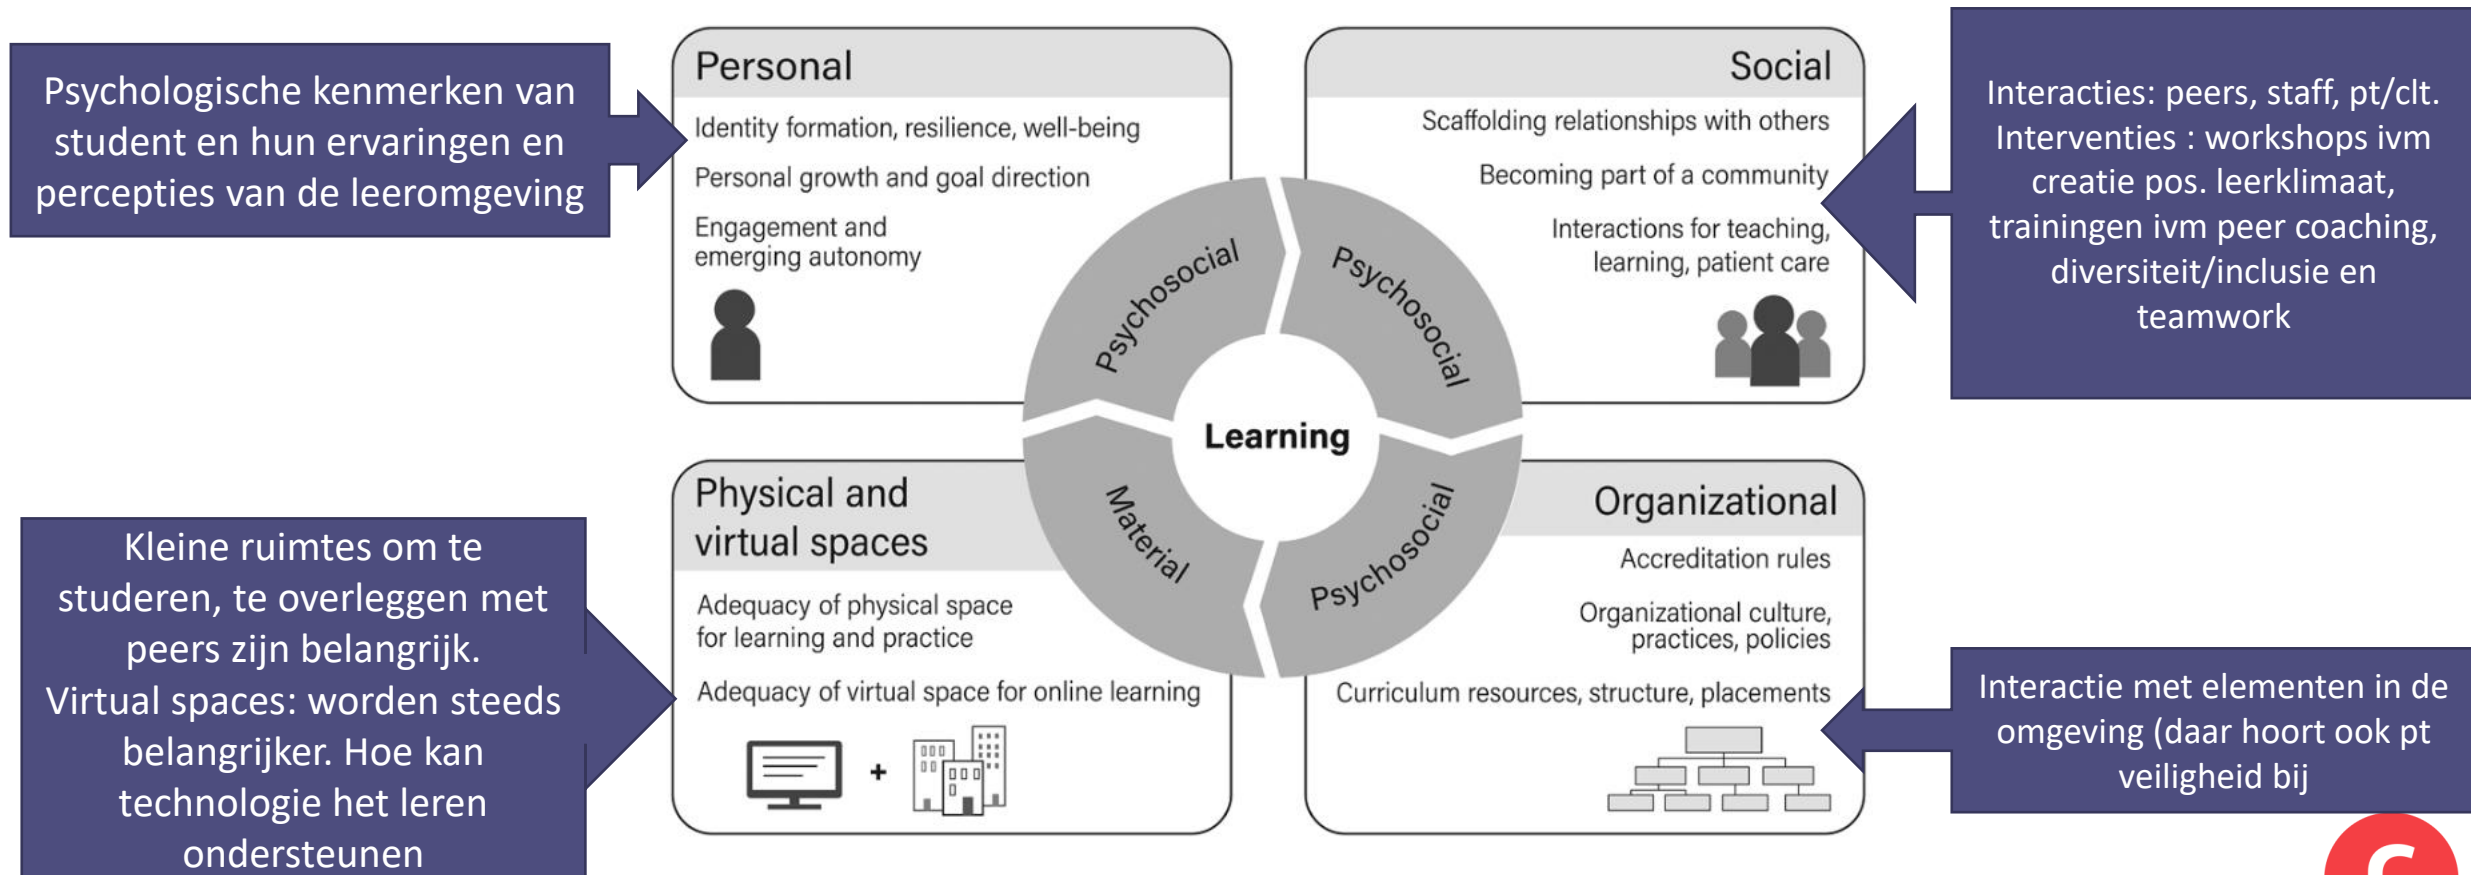 Psychologische kenmerken van
student en hun ervaringen en
percepties van de leeromgeving
Personal
Identity formation, resilience, well-being
Personal growth and goal direction
Engagement and
emerging autonomy
Social
Scaffolding relationships with others
Becoming part of a community
Interactions for teaching,
learning, patient care
Interacties: peers, staff, pt/clt.
Interventies : workshops ivm
creatie pos. leerklimaat,
trainingen ivm peer coaching,
diversiteit/inclusie en
teamwork
Psychosocial
Psychosocial
Learning
Material
Psychosocial
Kleine ruimtes om te
studeren, te overleggen met
peers zijn belangrijk.
Virtual spaces: worden steeds
belangrijker. Hoe kan
technologie het leren
ondersteunen
Physical and
virtual spaces
Adequacy of physical space
for learning and practice
Adequacy of virtual space for online learning
+
Organizational
Accreditation rules
Organizational culture,
practices, policies
Curriculum resources, structure, placements
Interactie met elementen in de
omgeving (daar hoort ook pt
veiligheid bij